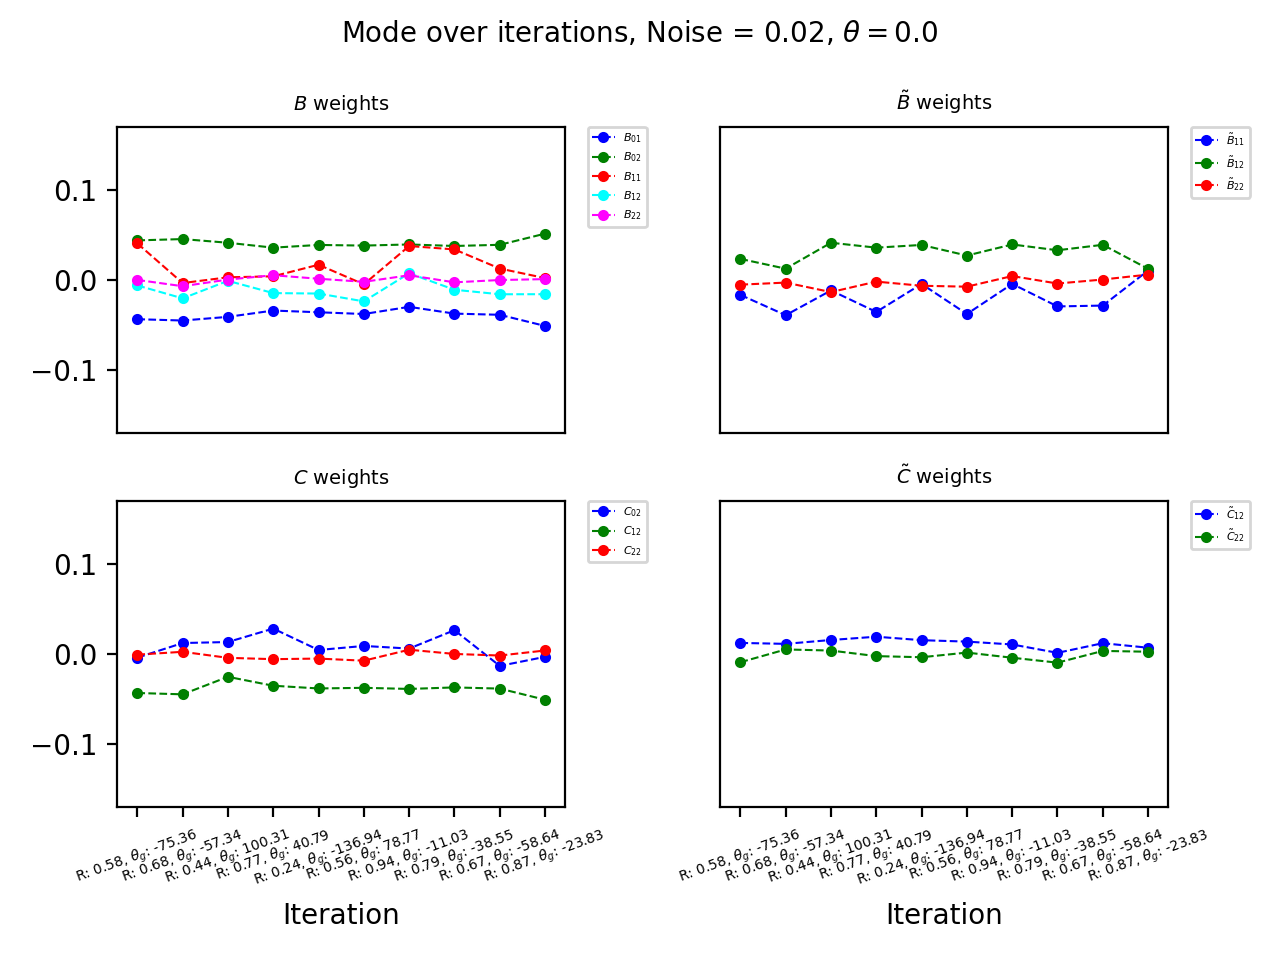 Mode over iterations, Noise = 0.02, θ = 0.0
B weights
0.1
0.0
−0.1
B₀₁
B₀₂
B₁₁
B₁₂
B₂₂
B̃ weights
B̃₁₁
B̃₁₂
B̃₂₂
C weights
0.1
0.0
−0.1
C₀₂
C₁₂
C₂₂
R: 0.58, θg: -75.36
R: 0.68, θg: -57.34
R: 0.44, θg: 100.31
R: 0.77, θg: 40.79
R: 0.24, θg: -136.94
R: 0.56, θg: 78.77
R: 0.94, θg: -11.03
R: 0.79, θg: -38.55
R: 0.67, θg: -58.64
R: 0.87, θg: -23.83
Iteration
C̃ weights
C̃₁₂
C̃₂₂
R: 0.58, θg: -75.36
R: 0.68, θg: -57.34
R: 0.44, θg: 100.31
R: 0.77, θg: 40.79
R: 0.24, θg: -136.94
R: 0.56, θg: 78.77
R: 0.94, θg: -11.03
R: 0.79, θg: -38.55
R: 0.67, θg: -58.64
R: 0.87, θg: -23.83
Iteration